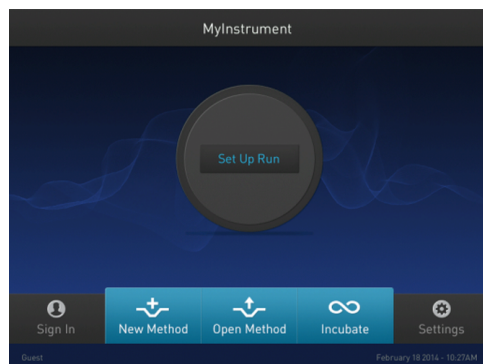 MyInstrument
Set Up Run
Sign In New Method Open Method Incubate Settings
Guest February 18 2014 - 10:27AM